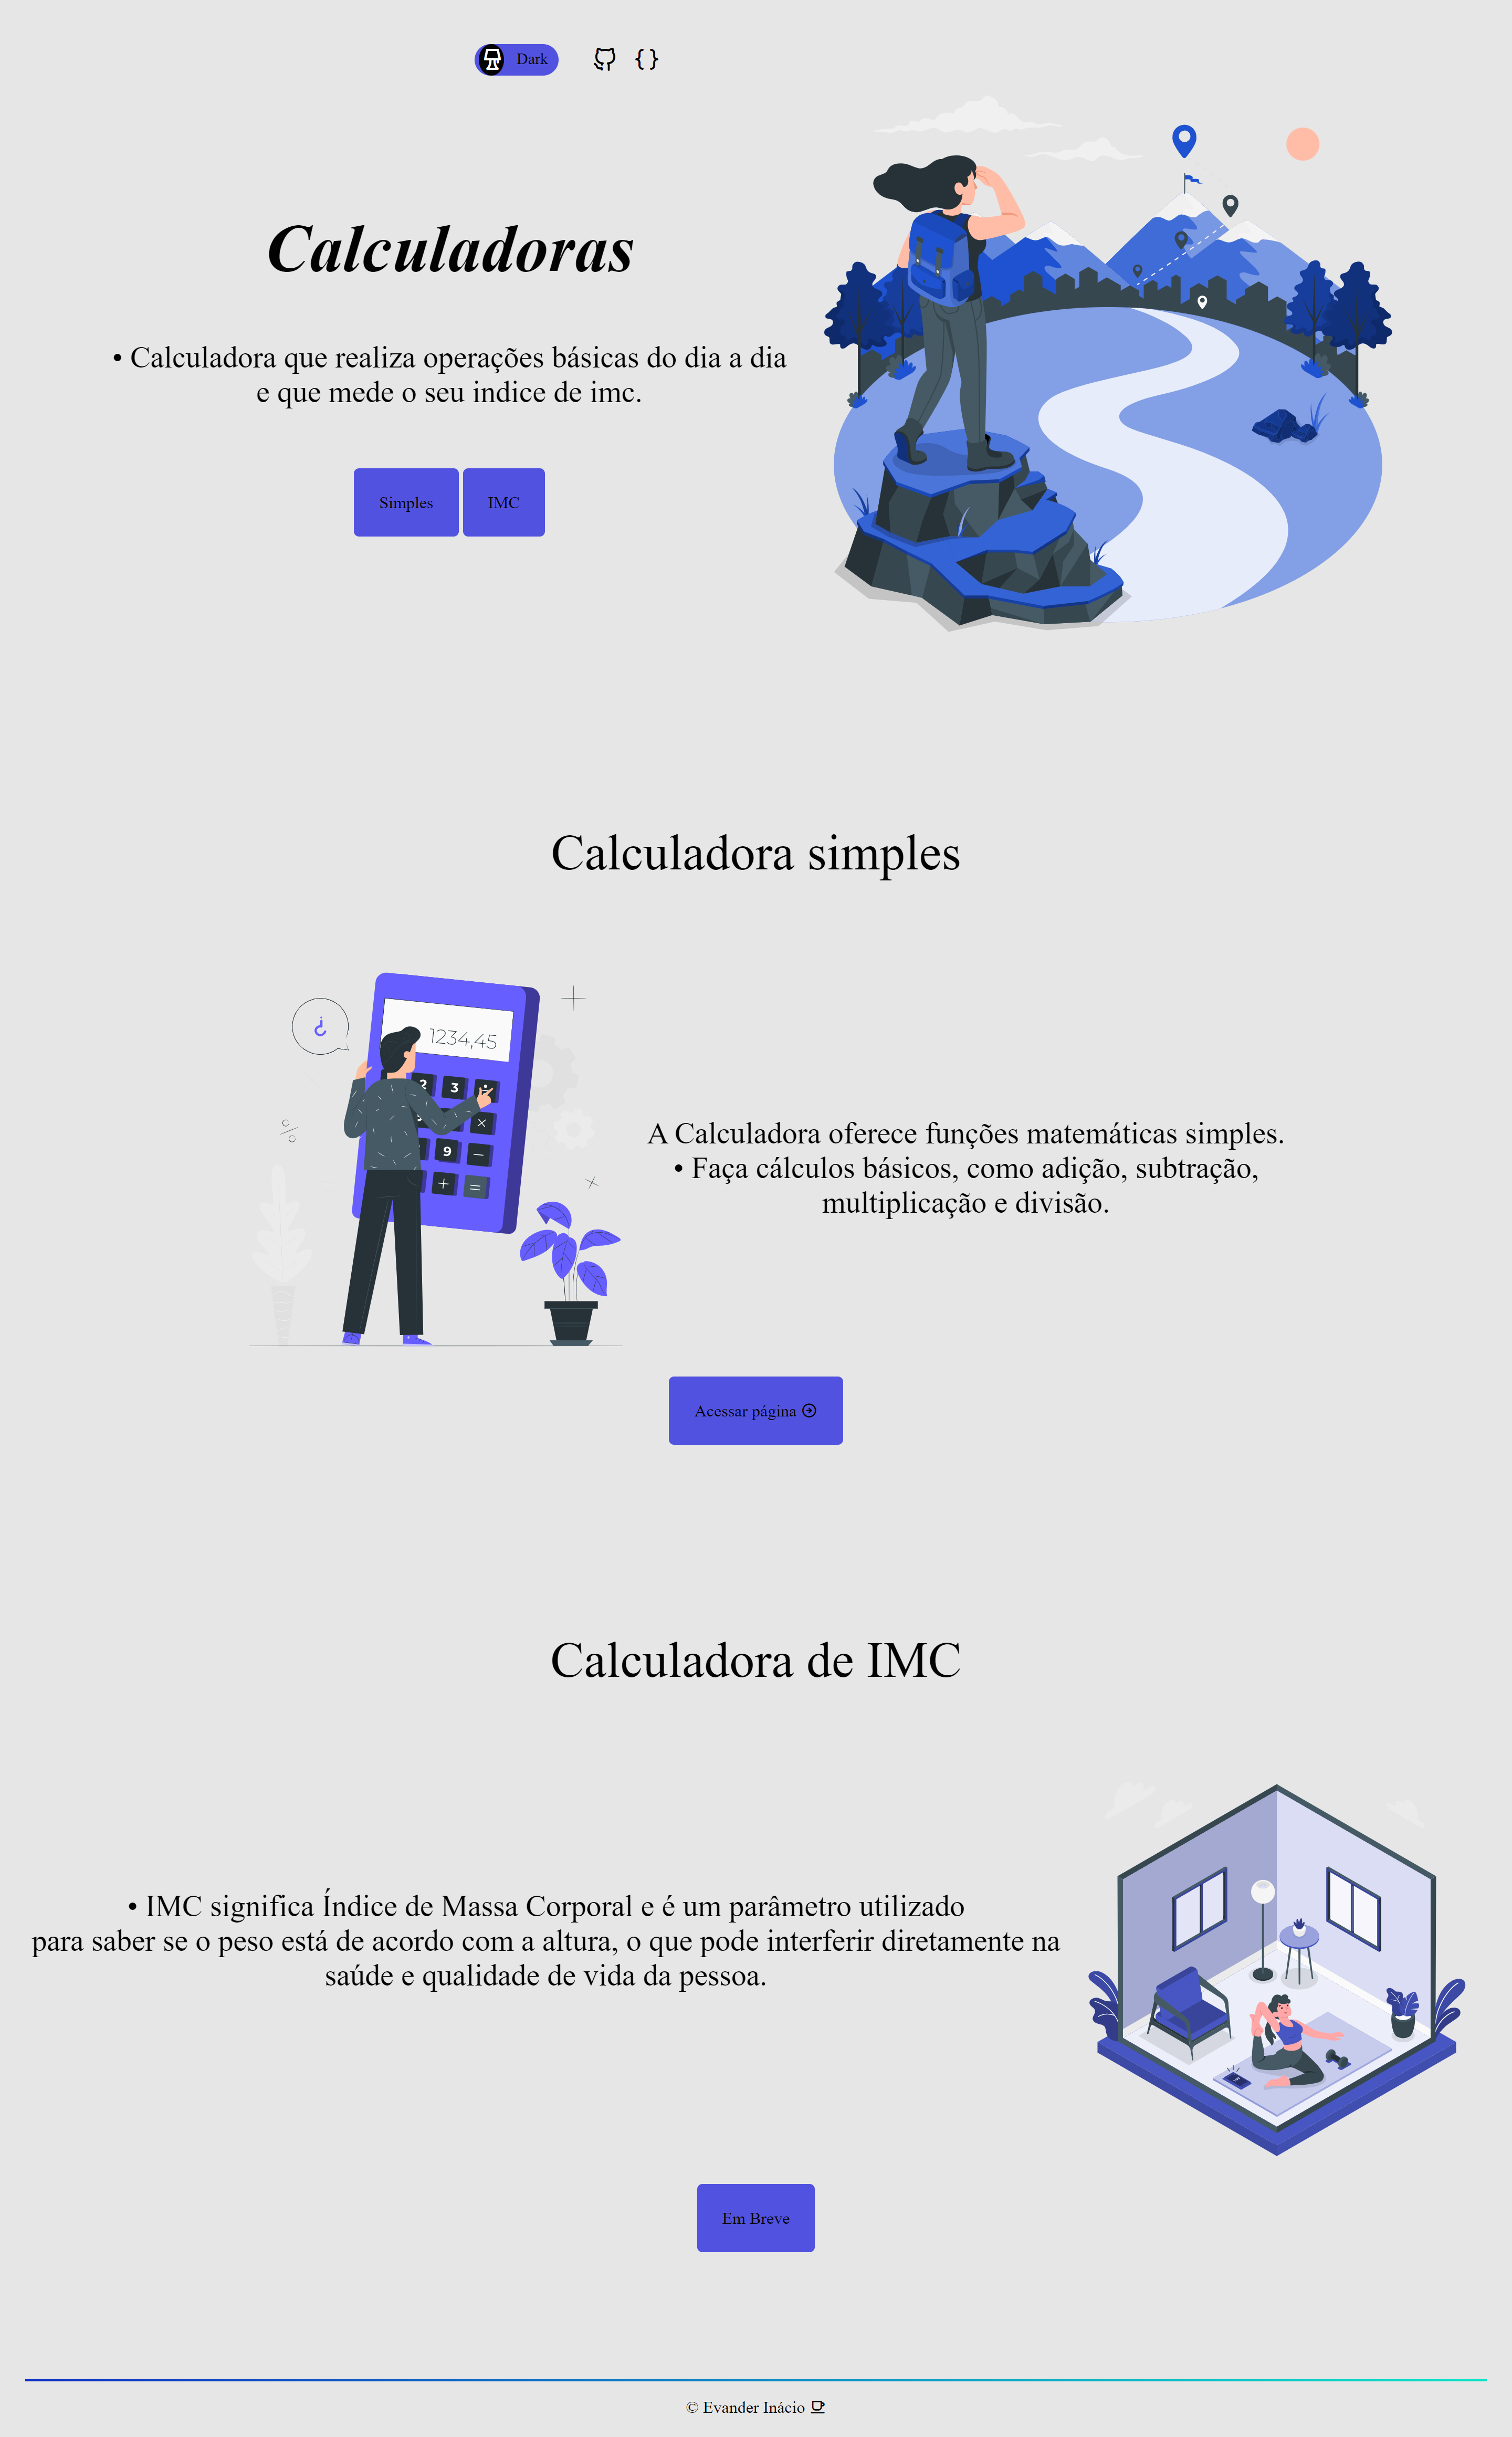 Dark
Calculadoras
• Calculadora que realiza operações básicas do dia a dia
e que mede o seu indice de imc.
Simples
IMC
Calculadora simples
¿
1234,45
2 3 ÷
×
9 −
+ =
%
A Calculadora oferece funções matemáticas simples.
• Faça cálculos básicos, como adição, subtração,
multiplicação e divisão.
Acessar página
Calculadora de IMC
• IMC significa Índice de Massa Corporal e é um parâmetro utilizado
para saber se o peso está de acordo com a altura, o que pode interferir diretamente na
saúde e qualidade de vida da pessoa.
Em Breve
© Evander Inácio